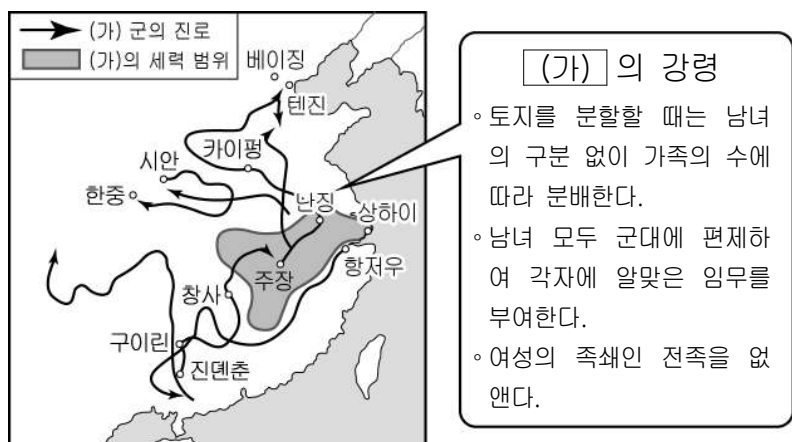 (가) 군의 진로
(가)의 세력 범위
베이징
톈진
카이펑
시안
한중
난징
상하이
항저우
주장
창사
구이린
진뎬춘
(가) 의 강령
◦토지를 분할할 때는 남녀
의 구분 없이 가족의 수에
따라 분배한다.
◦남녀 모두 군대에 편제하
여 각자에 알맞은 임무를
부여한다.
◦여성의 족쇄인 전족을 없
앤다.